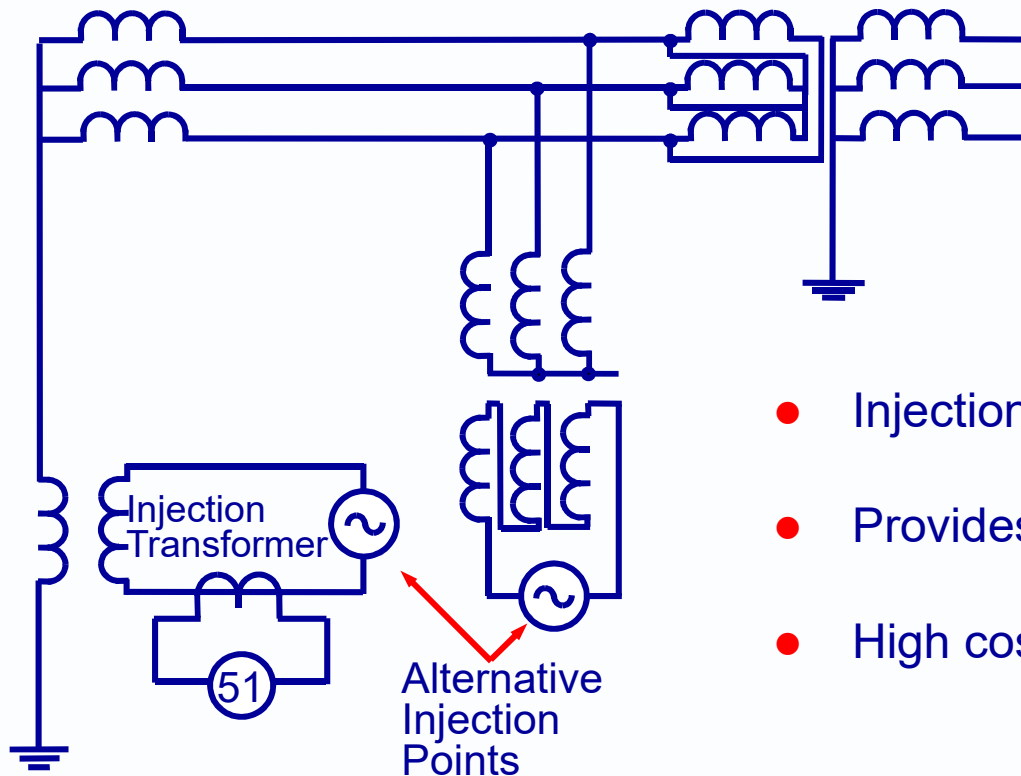 Injection
Transformer
51
Alternative
Injection
Points
Injection
Provides
High cos